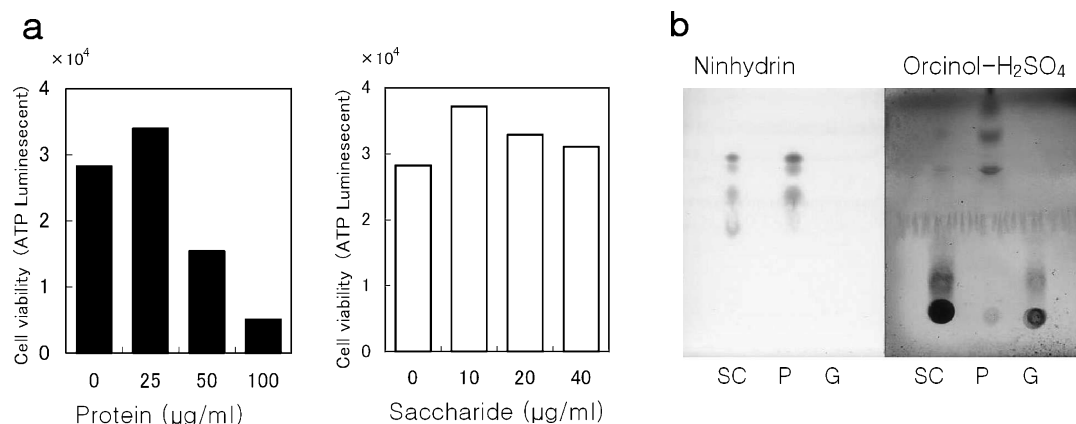 a
×10⁴
Cell viability (ATP Luminesecent)
4
3
2
1
0
0 25 50 100
Protein (μg/ml)
×10⁴
Cell viability (ATP Luminesecent)
4
3
2
1
0
0 10 20 40
Saccharide (μg/ml)
b
Ninhydrin
Orcinol-H₂SO₄
SC P G
SC P G